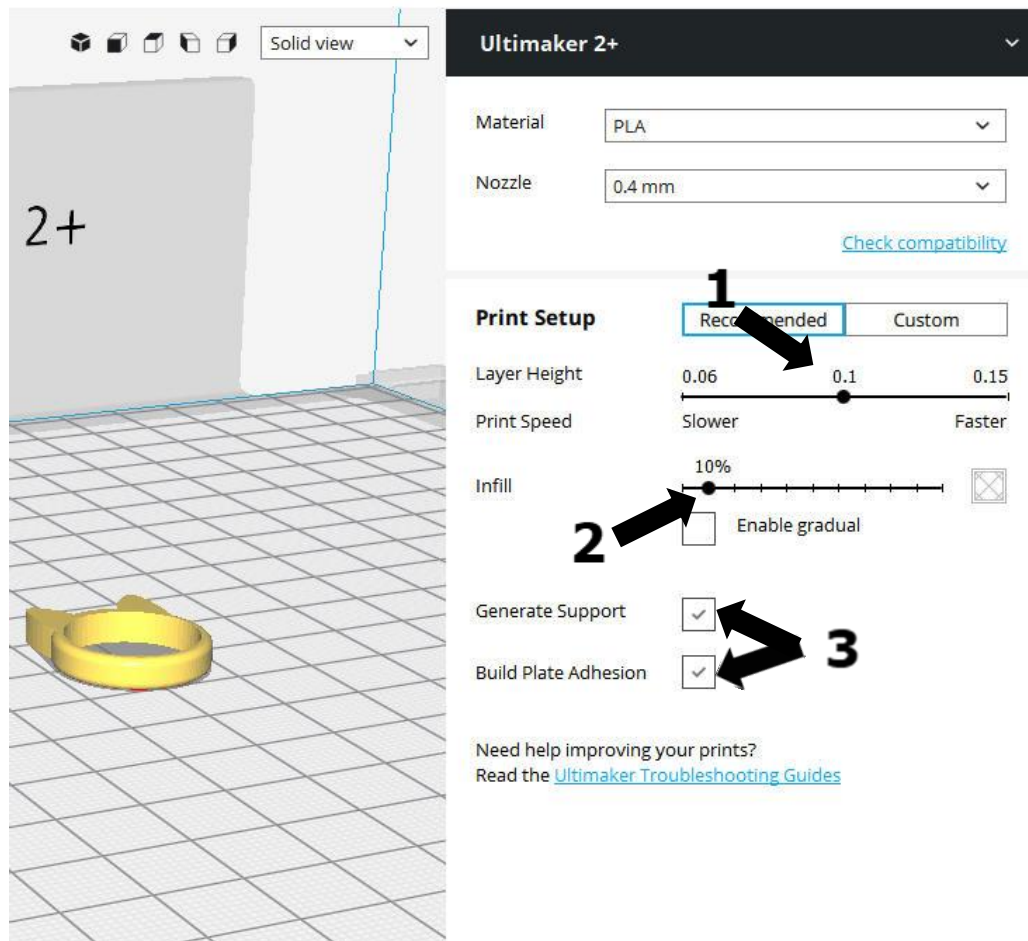 Solid view
2+
Ultimaker 2+
Material PLA
Nozzle 0.4 mm
Check compatibility
1
Print Setup Recommended Custom
Layer Height 0.06 0.1 0.15
Print Speed Slower Faster
10%
Infill
2 Enable gradual
Generate Support
3
Build Plate Adhesion
Need help improving your prints?
Read the Ultimaker Troubleshooting Guides